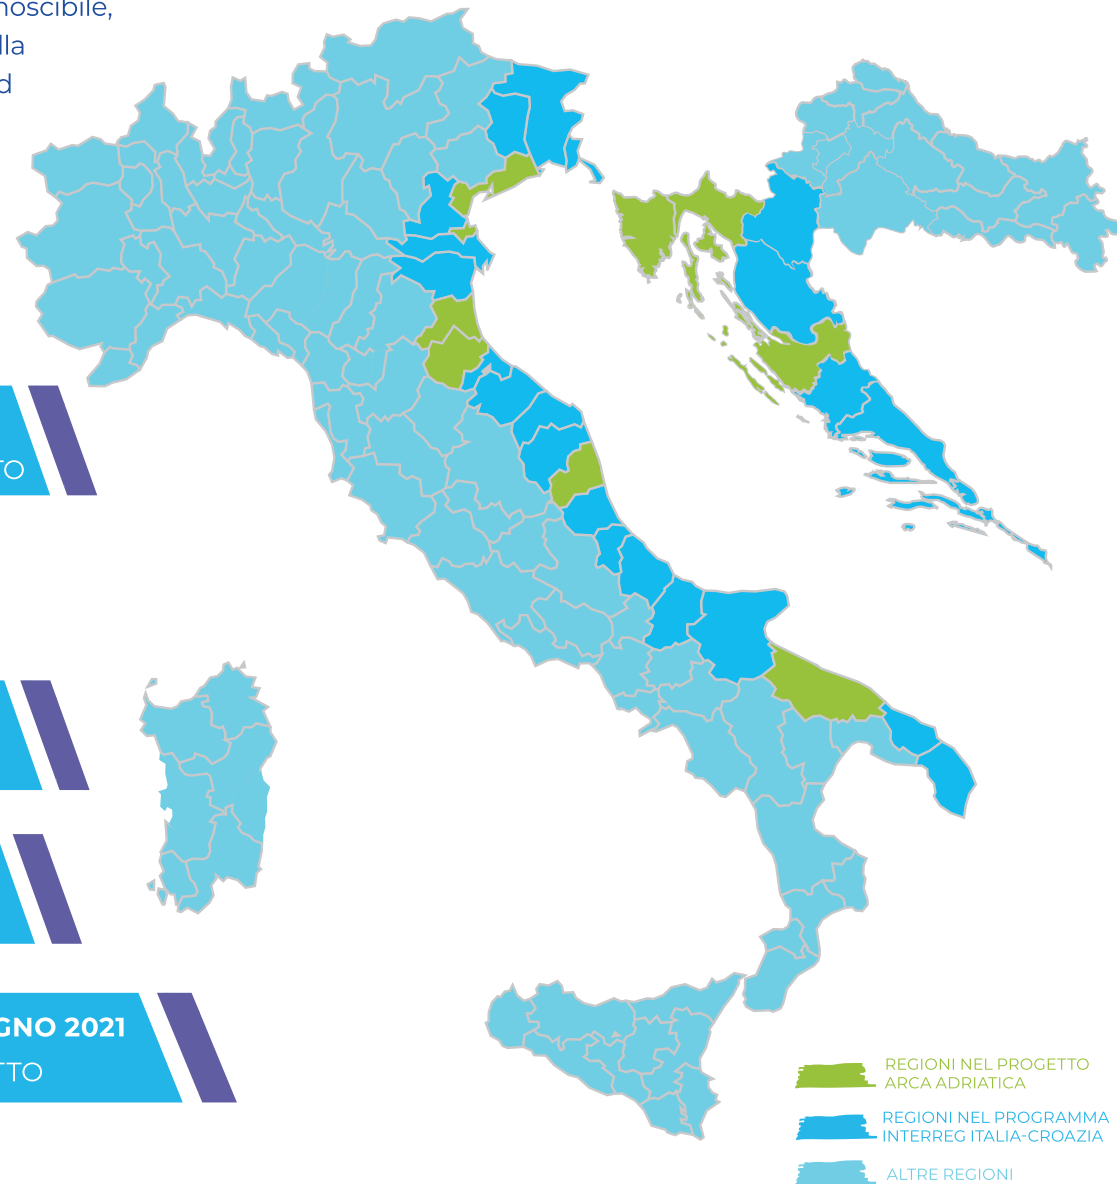 noscibile,
lla
d
TO
GNO 2021
TTO
REGIONI NEL PROGETTO
ARCA ADRIATICA
REGIONI NEL PROGRAMMA
INTERREG ITALIA-CROAZIA
ALTRE REGIONI